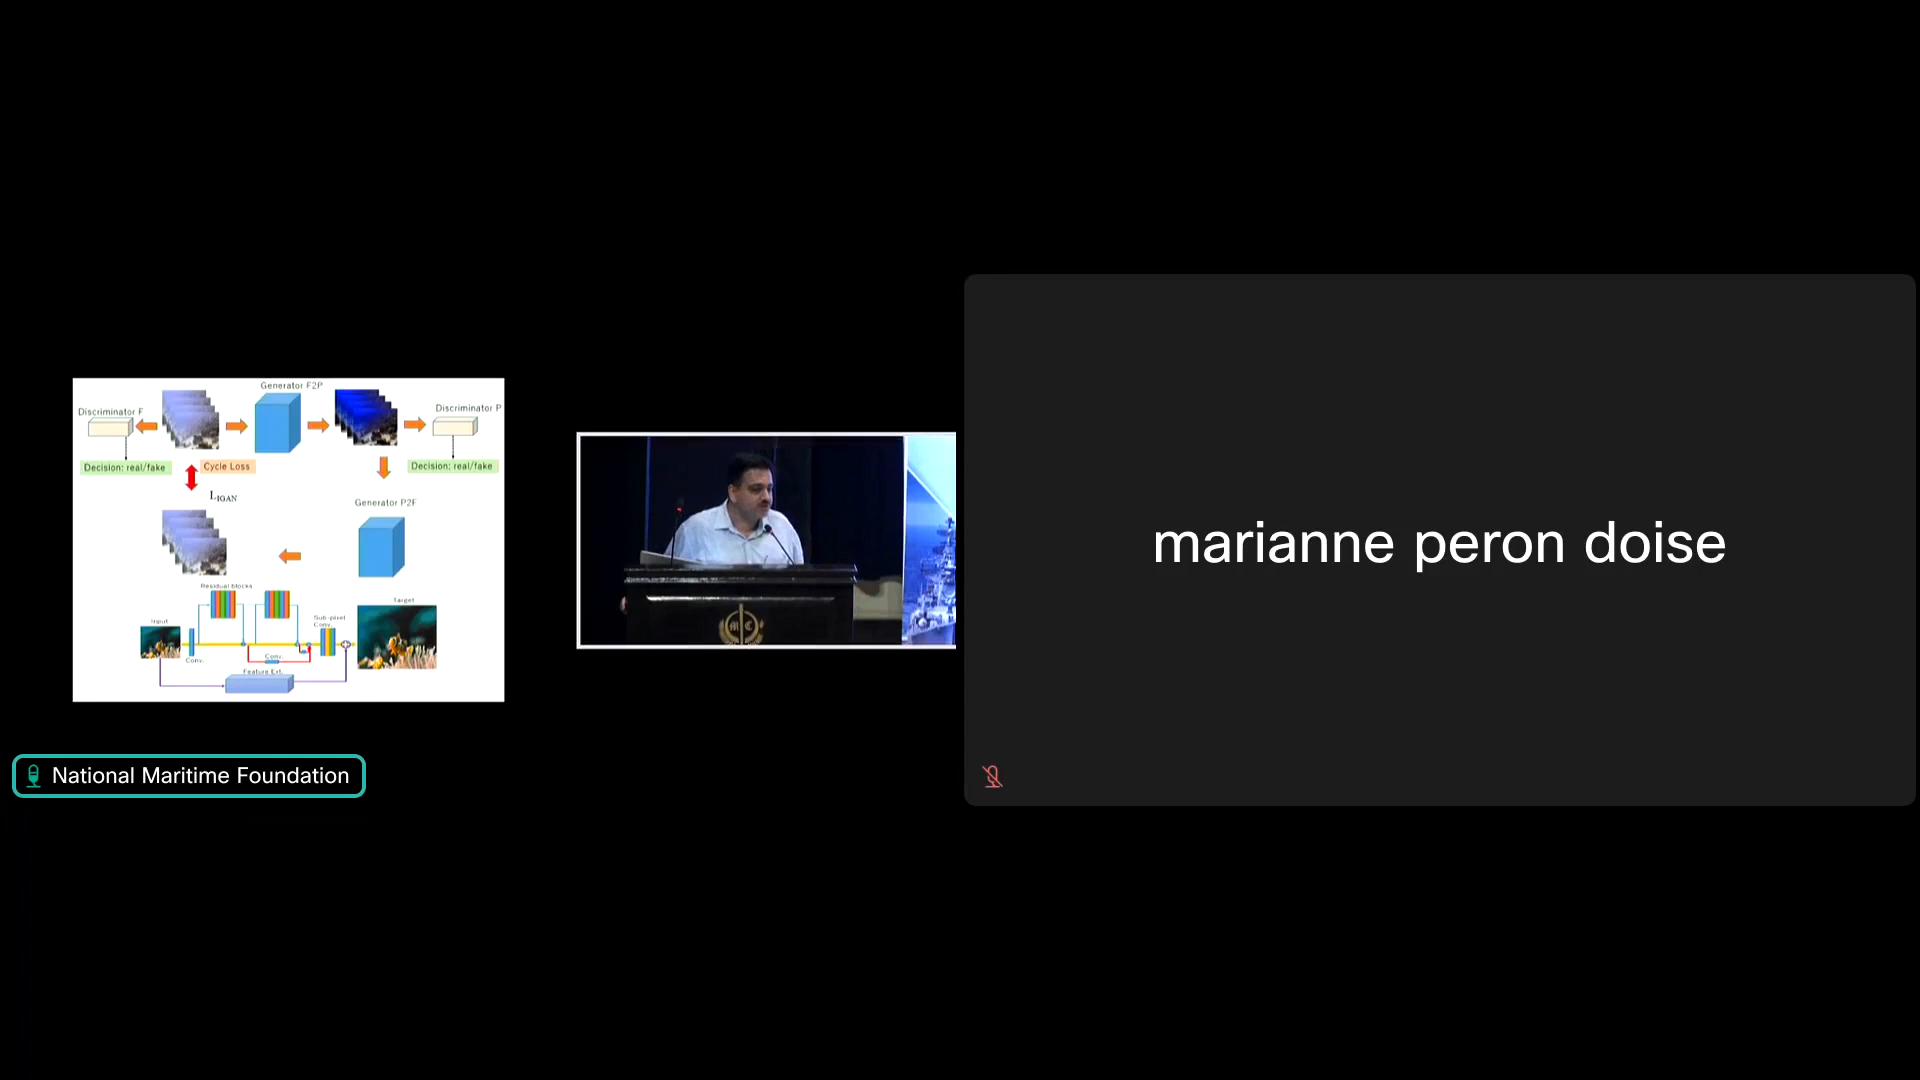 Generator F2P
Discriminator F
Discriminator P
Decision: real/fake
Cycle Loss
Decision: real/fake
LIGAN
Generator P2F
Residual blocks
Target
Input
Sub-pixel
Conv.
Conv.
Conv.
Feature Ext.
M C
marianne peron doise
National Maritime Foundation